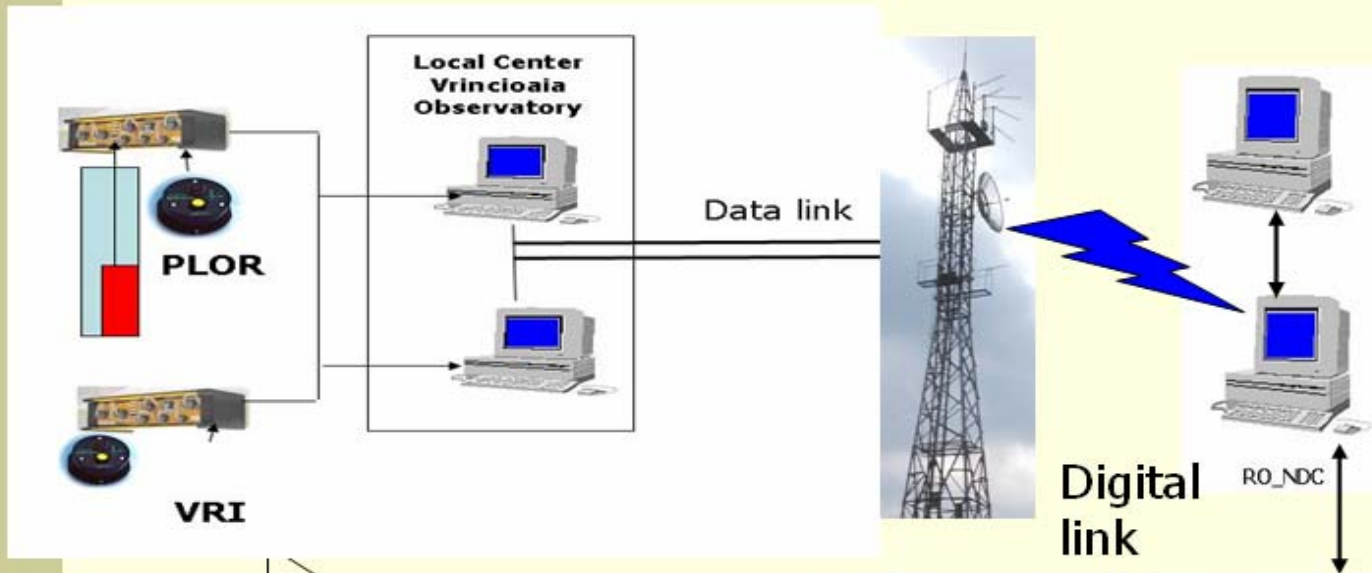 Local Center
Vrincioaia
Observatory
PLOR
VRI
Data link
Digital
link
RO_NDC